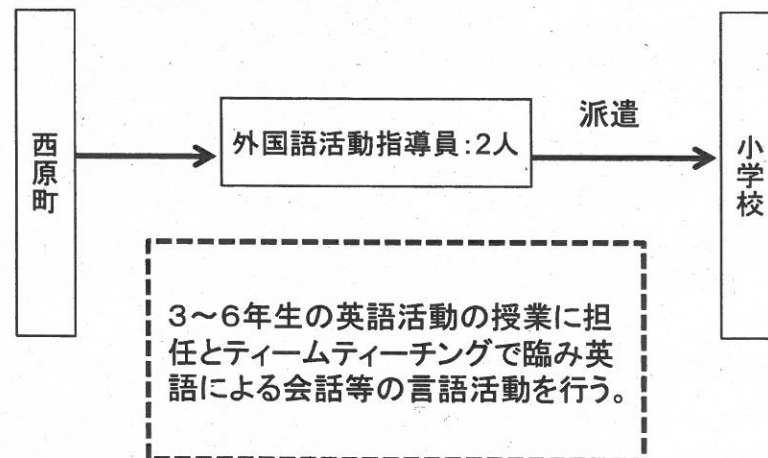 西原町
外国語活動指導員:2人
派遣
小学校
3～6年生の英語活動の授業に担
任とティームティーチングで臨み英
語による会話等の言語活動を行う。